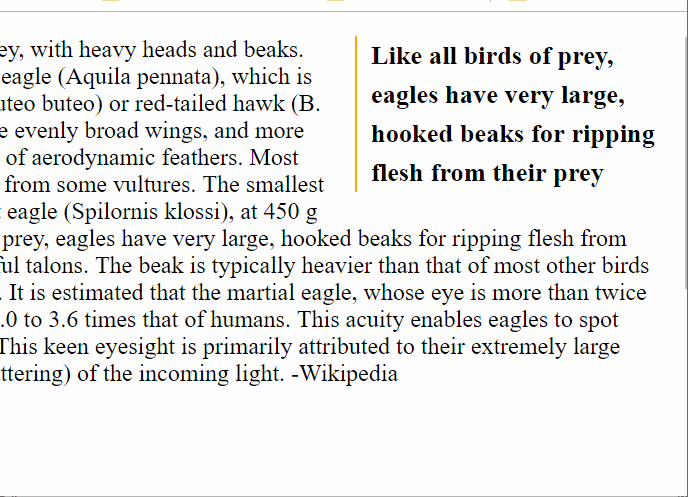 ey, with heavy heads and beaks.
eagle (Aquila pennata), which is
uteo buteo) or red-tailed hawk (B.
e evenly broad wings, and more
of aerodynamic feathers. Most
from some vultures. The smallest
t eagle (Spilornis klossi), at 450 g
Like all birds of prey,
eagles have very large,
hooked beaks for ripping
flesh from their prey
prey, eagles have very large, hooked beaks for ripping flesh from
ful talons. The beak is typically heavier than that of most other birds
. It is estimated that the martial eagle, whose eye is more than twice
.0 to 3.6 times that of humans. This acuity enables eagles to spot
This keen eyesight is primarily attributed to their extremely large
ttering) of the incoming light. -Wikipedia